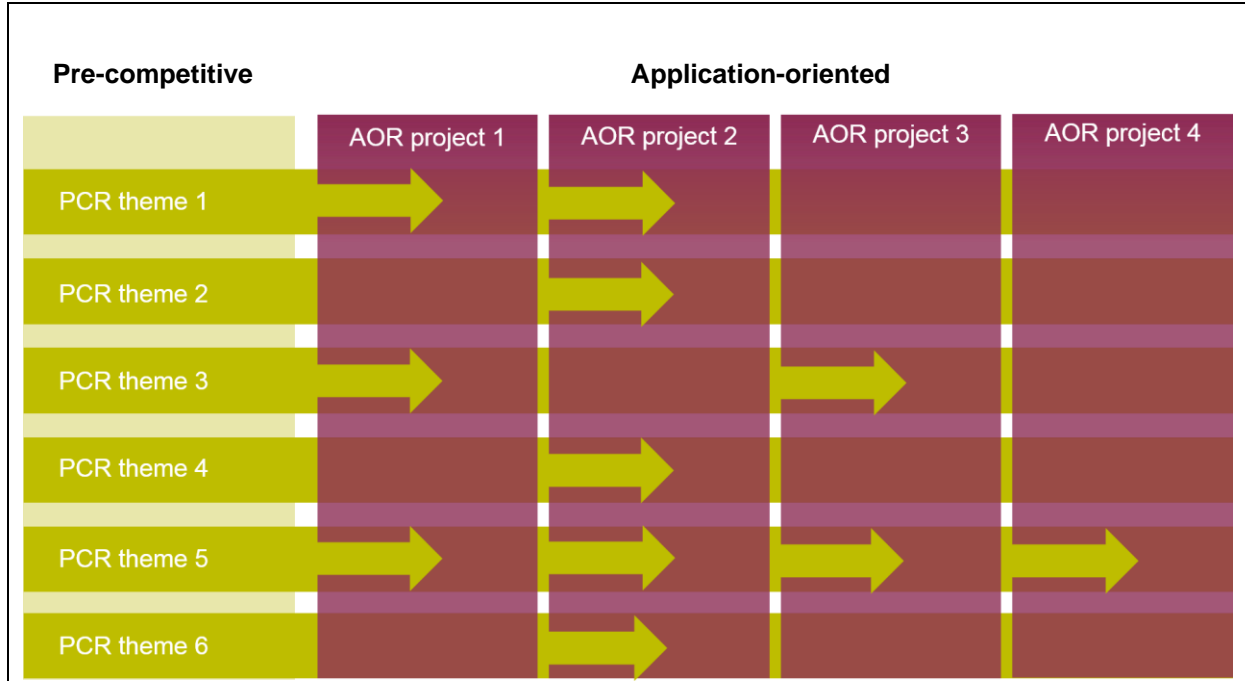 Pre-competitive
Application-oriented
AOR project 1
AOR project 2
AOR project 3
AOR project 4
PCR theme 1
PCR theme 2
PCR theme 3
PCR theme 4
PCR theme 5
PCR theme 6